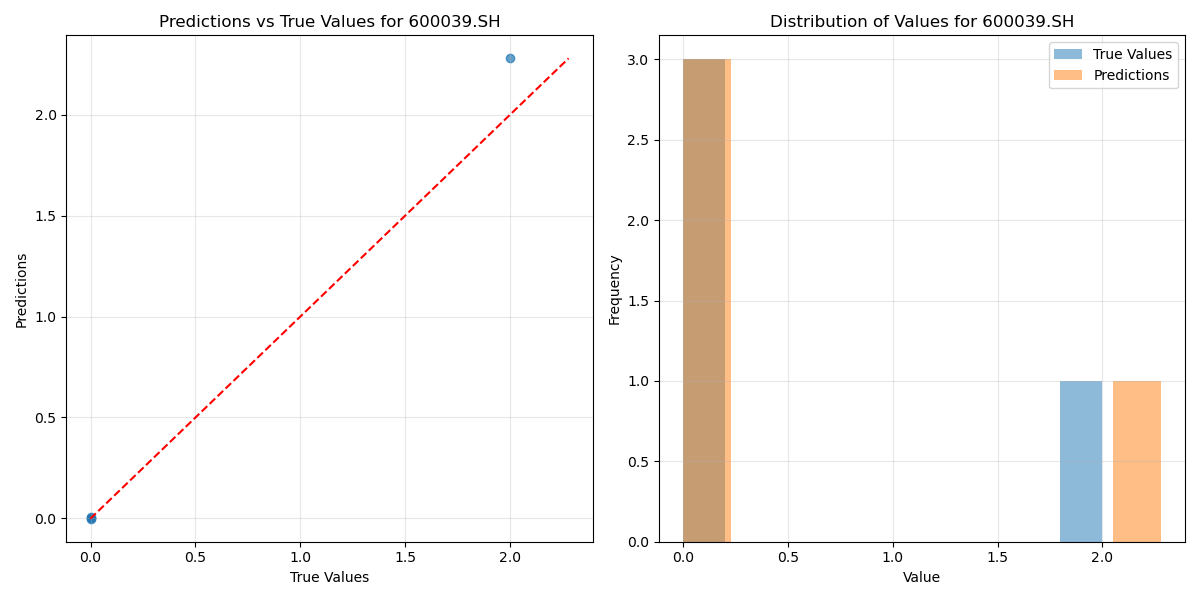 Predictions vs True Values for 600039.SH
Predictions
2.0
1.5
1.0
0.5
0.0
0.0 0.5 1.0 1.5 2.0
True Values
Distribution of Values for 600039.SH
True Values
Predictions
Frequency
3.0
2.5
2.0
1.5
1.0
0.5
0.0
0.0 0.5 1.0 1.5 2.0
Value